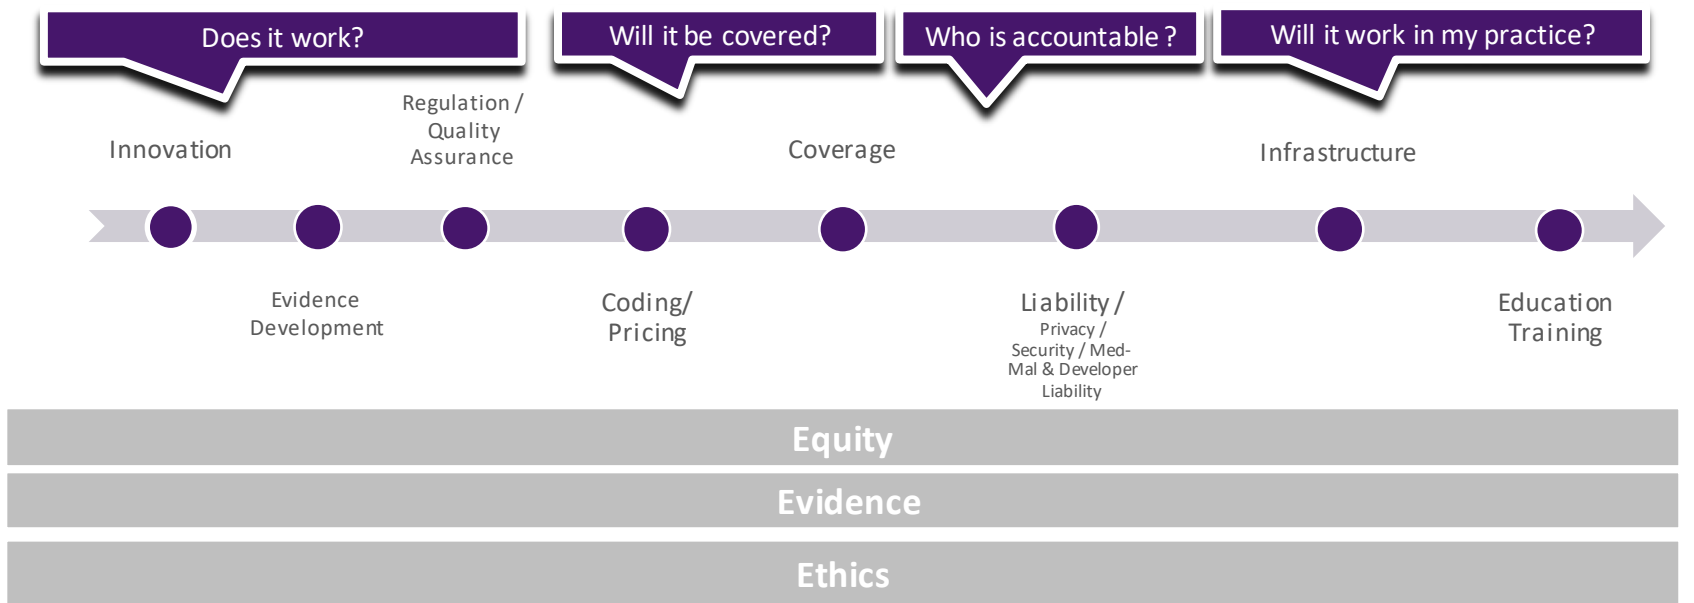 Does it work?
Will it be covered?
Who is accountable ?
Will it work in my practice?
Innovation
Regulation /
Quality
Assurance
Coverage
Infrastructure
Evidence
Development
Coding/
Pricing
Liability /
Privacy /
Security / Med-
Mal & Developer
Liability
Education
Training
Equity
Evidence
Ethics